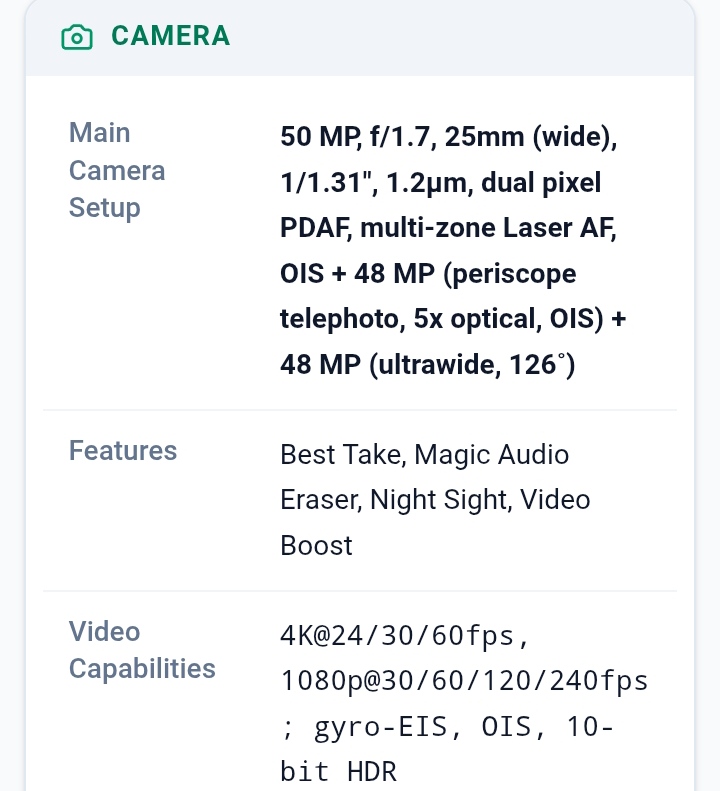 CAMERA
Main
Camera
Setup
50 MP, f/1.7, 25mm (wide),
1/1.31", 1.2µm, dual pixel
PDAF, multi-zone Laser AF,
OIS + 48 MP (periscope
telephoto, 5x optical, OIS) +
48 MP (ultrawide, 126˚)
Features
Best Take, Magic Audio
Eraser, Night Sight, Video
Boost
Video
Capabilities
4K@24/30/60fps,
1080p@30/60/120/240fps
; gyro-EIS, OIS, 10-
bit HDR